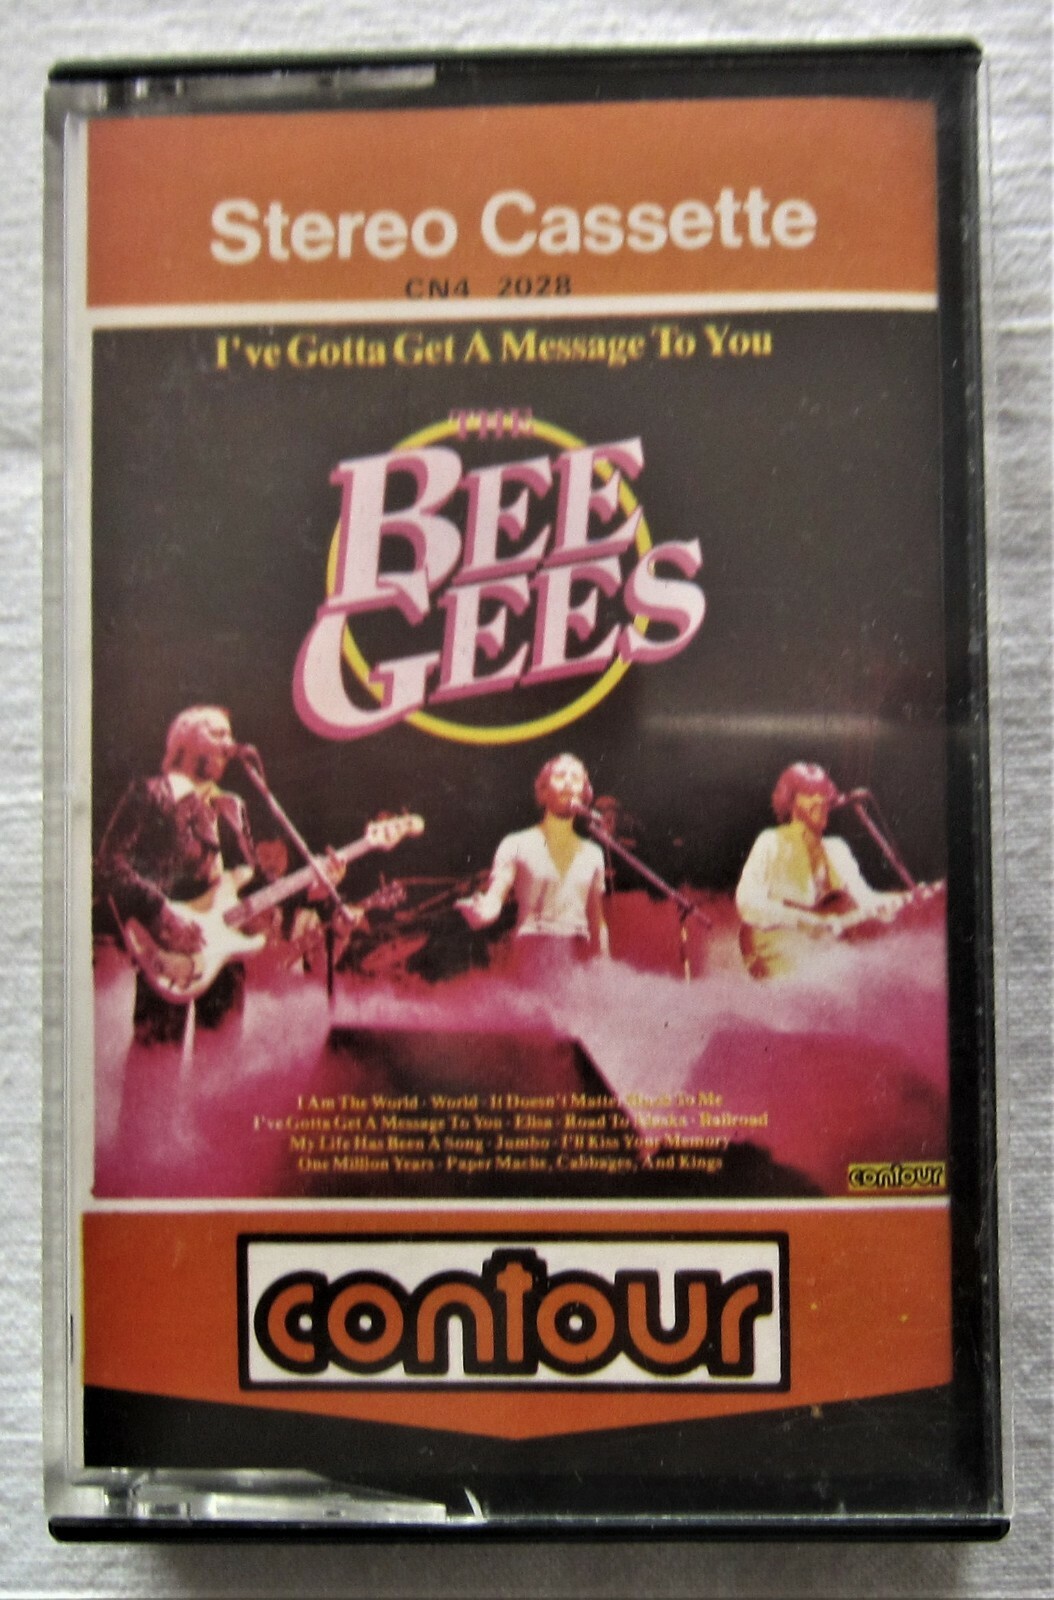 Stereo Cassette
CN4 2028
I've Gotta Get A Message To You
THE
BEE
GEES
I Am The World · World · It Doesn't Matter Much To Me
I've Gotta Get A Message To You · Elisa · Road To Alaska · Railroad
My Life Has Been A Song · Jumbo · I'll Kiss Your Memory
One Million Years · Paper Mache, Cabbages, And Kings
contour
contour